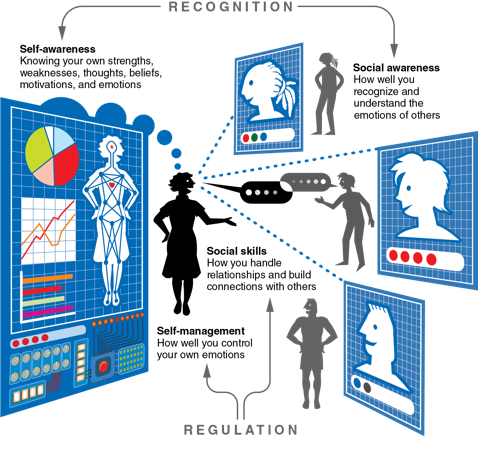 RECOGNITION
Self-awareness
Knowing your own strengths,
weaknesses, thoughts, beliefs,
motivations, and emotions
Social awareness
How well you
recognize and
understand the
emotions of others
Social skills
How you handle
relationships and build
connections with others
Self-management
How well you control
your own emotions
REGULATION